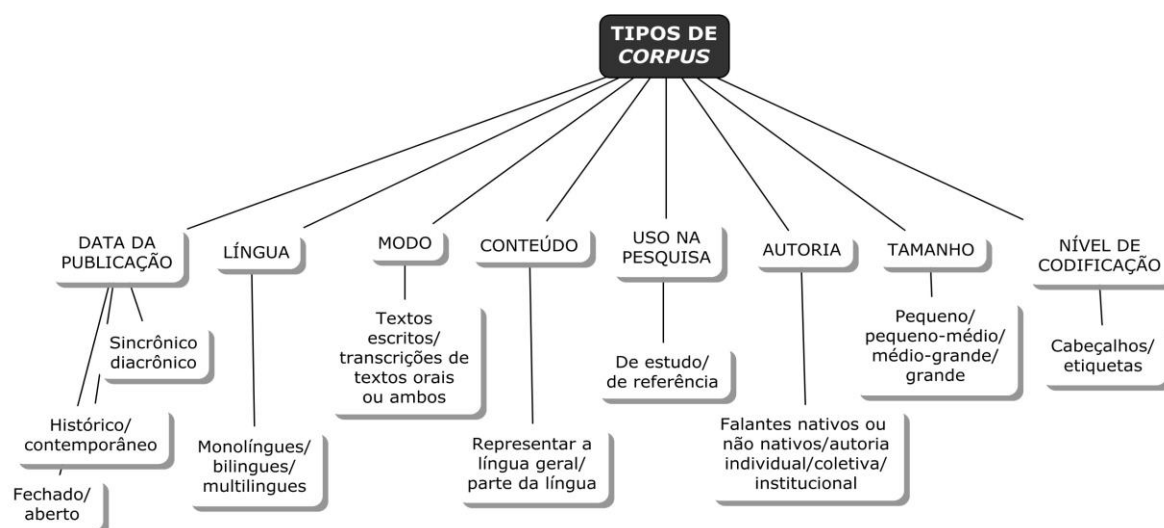 TIPOS DE
CORPUS
DATA DA
PUBLICAÇÃO
LÍNGUA
MODO
CONTEÚDO
USO NA
PESQUISA
AUTORIA
TAMANHO
NÍVEL DE
CODIFICAÇÃO
Sincrônico
diacrônico
Histórico/
contemporâneo
Fechado/
aberto
Monolíngues/
bilingues/
multilingues
Textos
escritos/
transcrições de
textos orais
ou ambos
Representar a
língua geral/
parte da língua
De estudo/
de referência
Falantes nativos ou
não nativos/autoria
individual/coletiva/
institucional
Pequeno/
pequeno-médio/
médio-grande/
grande
Cabeçalhos/
etiquetas